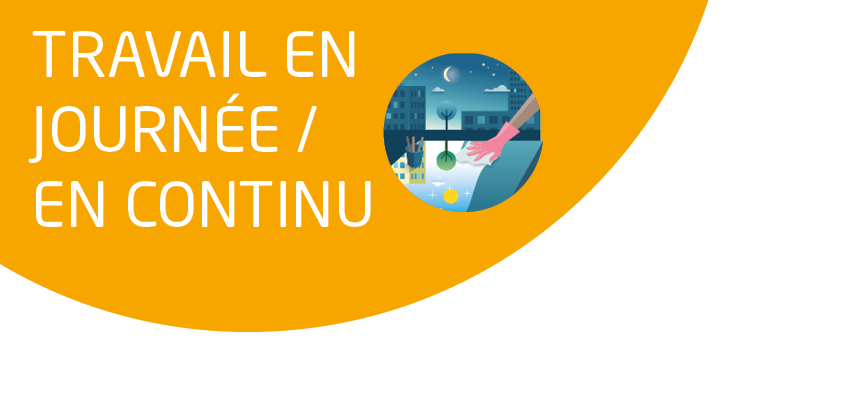 TRAVAIL EN
JOURNÉE /
EN CONTINU